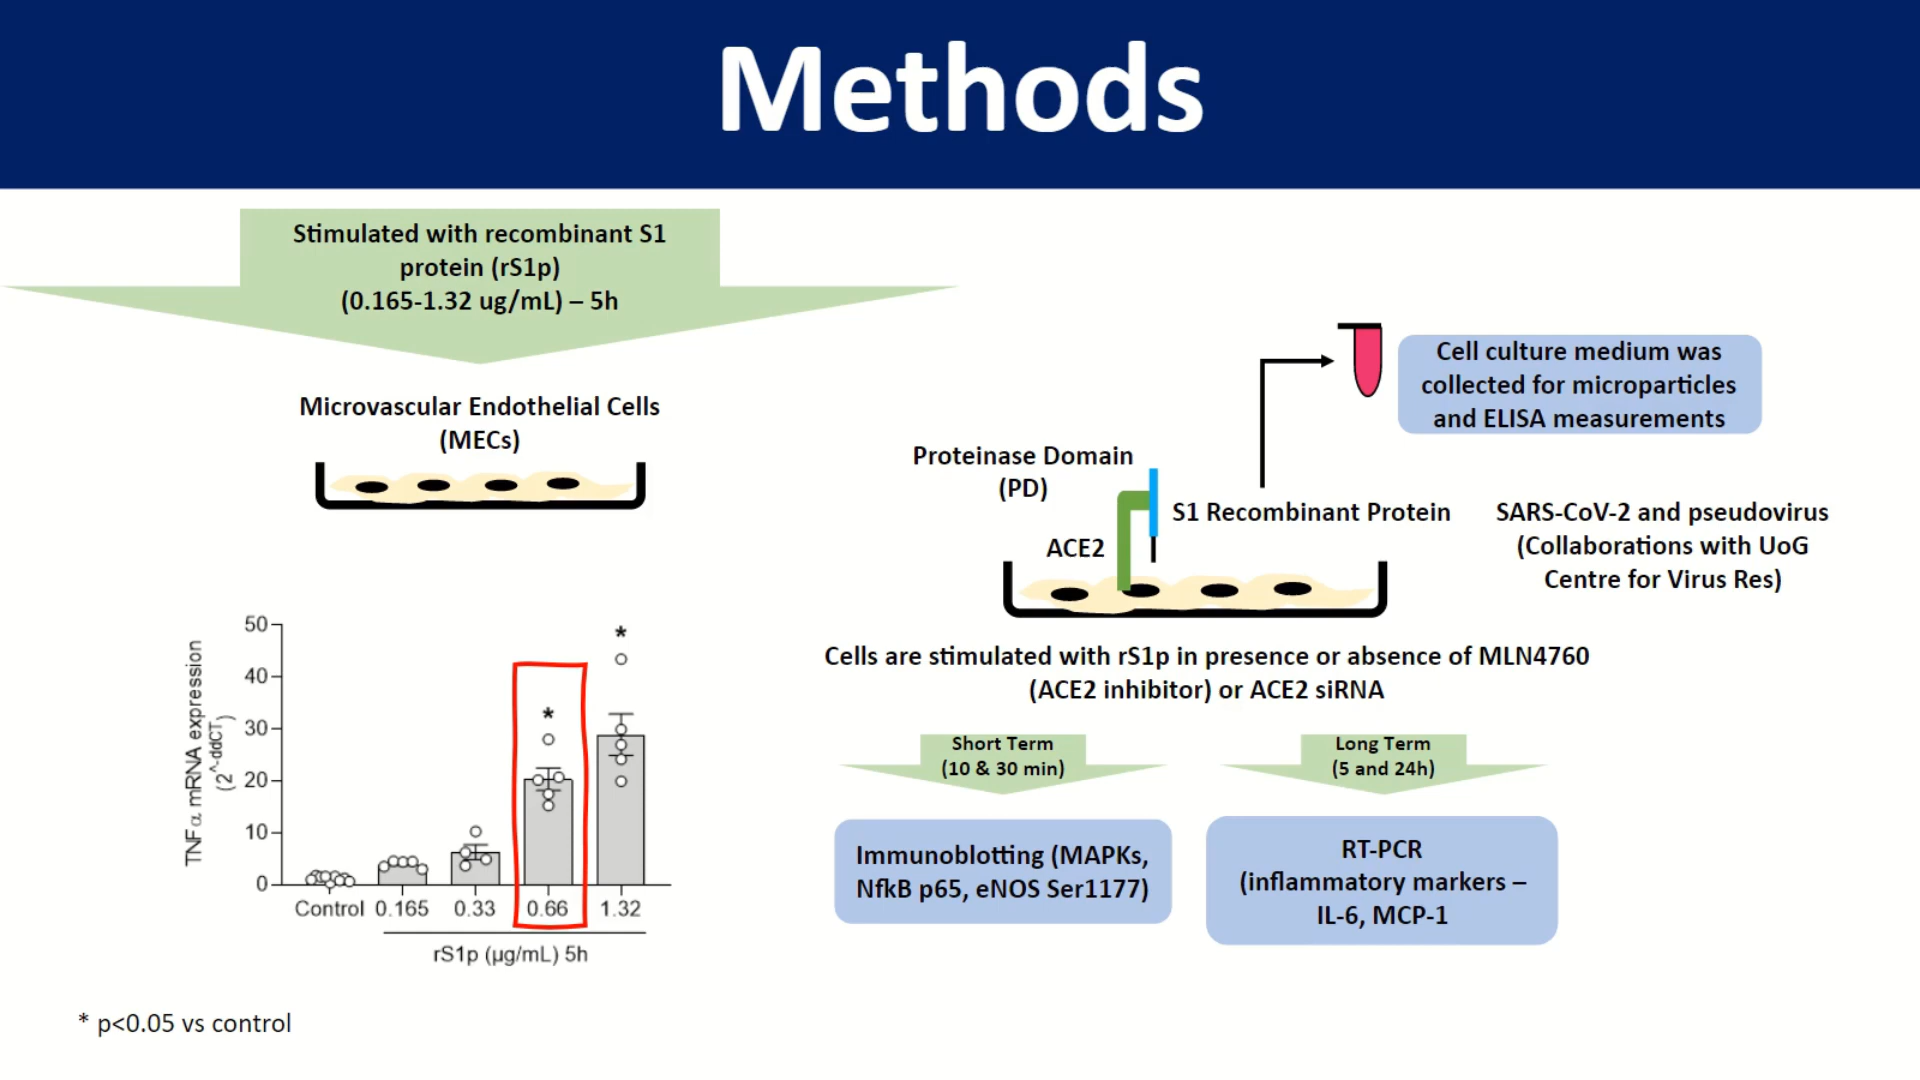 Methods
Stimulated with recombinant S1
protein (rS1p)
(0.165-1.32 ug/mL) – 5h
Microvascular Endothelial Cells
(MECs)
Cell culture medium was
collected for microparticles
and ELISA measurements
Proteinase Domain
(PD)
ACE2
S1 Recombinant Protein
SARS-CoV-2 and pseudovirus
(Collaborations with UoG
Centre for Virus Res)
Cells are stimulated with rS1p in presence or absence of MLN4760
(ACE2 inhibitor) or ACE2 siRNA
Short Term
(10 & 30 min)
Long Term
(5 and 24h)
Immunoblotting (MAPKs,
NfkB p65, eNOS Ser1177)
RT-PCR
(inflammatory markers –
IL-6, MCP-1
TNFα mRNA expression
(2^-ddCT)
50
40
30
20
10
0
*
*
Control 0.165 0.33 0.66 1.32
rS1p (µg/mL) 5h
* p<0.05 vs control